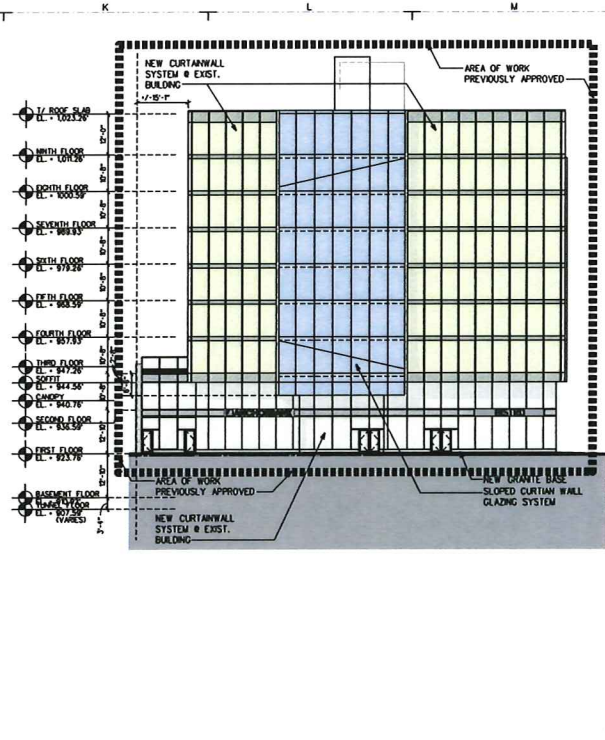 K L M
NEW CURTAINWALL
SYSTEM @ EXIST.
BUILDING
+/-15'-1"
AREA OF WORK
PREVIOUSLY APPROVED
T/ ROOF SLAB
EL. + 1,023.26'
NINTH FLOOR
EL. + 1,011.26'
EIGHTH FLOOR
EL. + 1000.59'
SEVENTH FLOOR
EL. + 989.93'
SIXTH FLOOR
EL. + 979.26'
FIFTH FLOOR
EL. + 968.59'
FOURTH FLOOR
EL. + 957.93'
THIRD FLOOR
EL. + 947.26'
SOFFIT
EL. + 944.56'
CANOPY
EL. + 940.76'
SECOND FLOOR
EL. + 936.59'
FIRST FLOOR
EL. + 923.76'
BASEMENT FLOOR
TUNNEL FLOOR
EL. + 907.59'
(VARIES)
BISTRO
AREA OF WORK
PREVIOUSLY APPROVED
NEW CURTAINWALL
SYSTEM @ EXIST.
BUILDING
NEW GRANITE BASE
SLOPED CURTIAN WALL
GLAZING SYSTEM